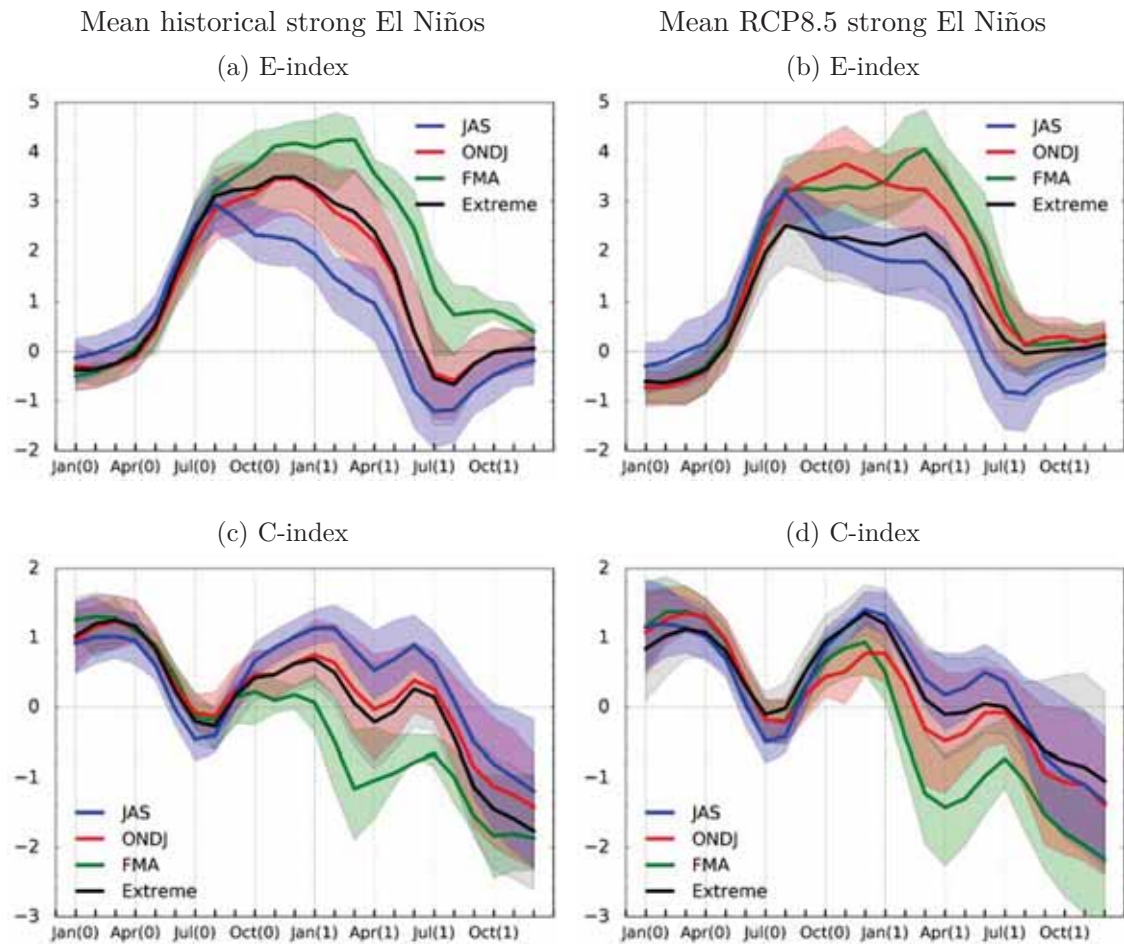 Mean historical strong El Niños
Mean RCP8.5 strong El Niños
(a) E-index
(b) E-index
5
4
3
2
1
0
−1
−2
JAS
ONDJ
FMA
Extreme
Jan(0) Apr(0) Jul(0) Oct(0) Jan(1) Apr(1) Jul(1) Oct(1)
5
4
3
2
1
0
−1
−2
JAS
ONDJ
FMA
Extreme
Jan(0) Apr(0) Jul(0) Oct(0) Jan(1) Apr(1) Jul(1) Oct(1)
(c) C-index
(d) C-index
2
1
0
−1
−2
−3
JAS
ONDJ
FMA
Extreme
Jan(0) Apr(0) Jul(0) Oct(0) Jan(1) Apr(1) Jul(1) Oct(1)
2
1
0
−1
−2
−3
JAS
ONDJ
FMA
Extreme
Jan(0) Apr(0) Jul(0) Oct(0) Jan(1) Apr(1) Jul(1) Oct(1)